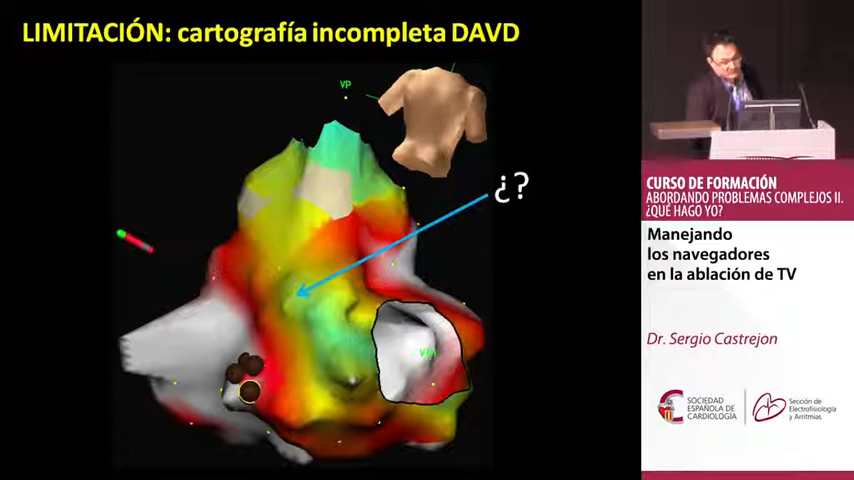 LIMITACIÓN: cartografía incompleta DAVD
VP
¿?
CURSO DE FORMACIÓN
ABORDANDO PROBLEMAS COMPLEJOS II.
¿QUÉ HAGO YO?
Manejando
los navegadores
en la ablación de TV
Dr. Sergio Castrejon
SOCIEDAD
ESPAÑOLA DE
CARDIOLOGÍA
Sección de
Electrofisiología
y Arritmias